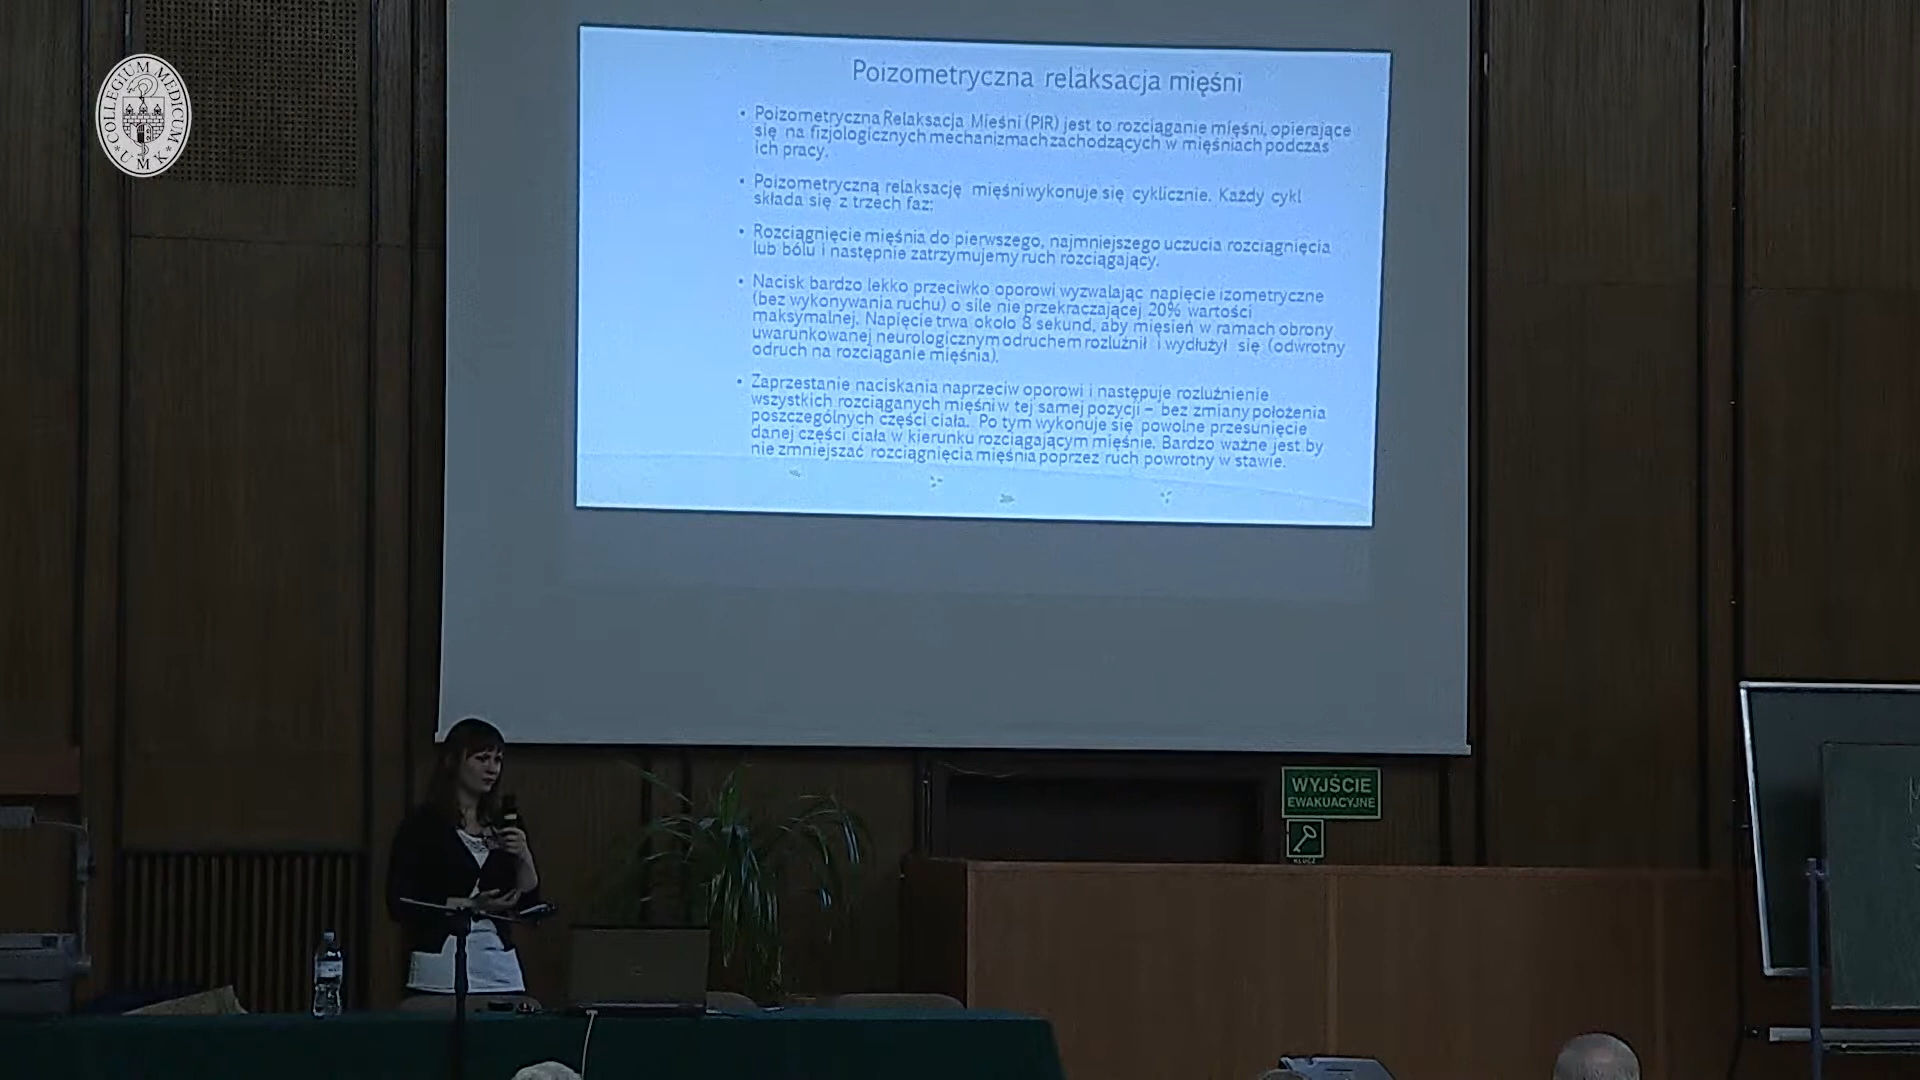 COLLEGIUM MEDICUM
* UMK *
Poizometryczna relaksacja mięśni
• Poizometryczna Relaksacja Mieśni (PIR) jest to rozciąganie mięśni, opierające
się na fizjologicznych mechanizmach zachodzących w mięśniach podczas
ich pracy.
• Poizometryczną relaksację mięśni wykonuje się cyklicznie. Każdy cykl
składa się z trzech faz:
• Rozciągnięcie mięśnia do pierwszego, najmniejszego uczucia rozciągnięcia
lub bólu i następnie zatrzymujemy ruch rozciągający.
• Nacisk bardzo lekko przeciwko oporowi wyzwalając napięcie izometryczne
(bez wykonywania ruchu) o sile nie przekraczającej 20% wartości
maksymalnej. Napięcie trwa około 8 sekund, aby mięsień w ramach obrony
uwarunkowanej neurologicznym odruchem rozluźnił i wydłużył się (odwrotny
odruch na rozciąganie mięśnia).
• Zaprzestanie naciskania naprzeciw oporowi i następuje rozluźnienie
wszystkich rozciąganych mięśni w tej samej pozycji – bez zmiany położenia
poszczególnych części ciała. Po tym wykonuje się powolne przesunięcie
danej części ciała w kierunku rozciągającym mięśnie. Bardzo ważne jest by
nie zmniejszać rozciągnięcia mięśnia poprzez ruch powrotny w stawie.
WYJŚCIE
EWAKUACYJNE
KLUCZ